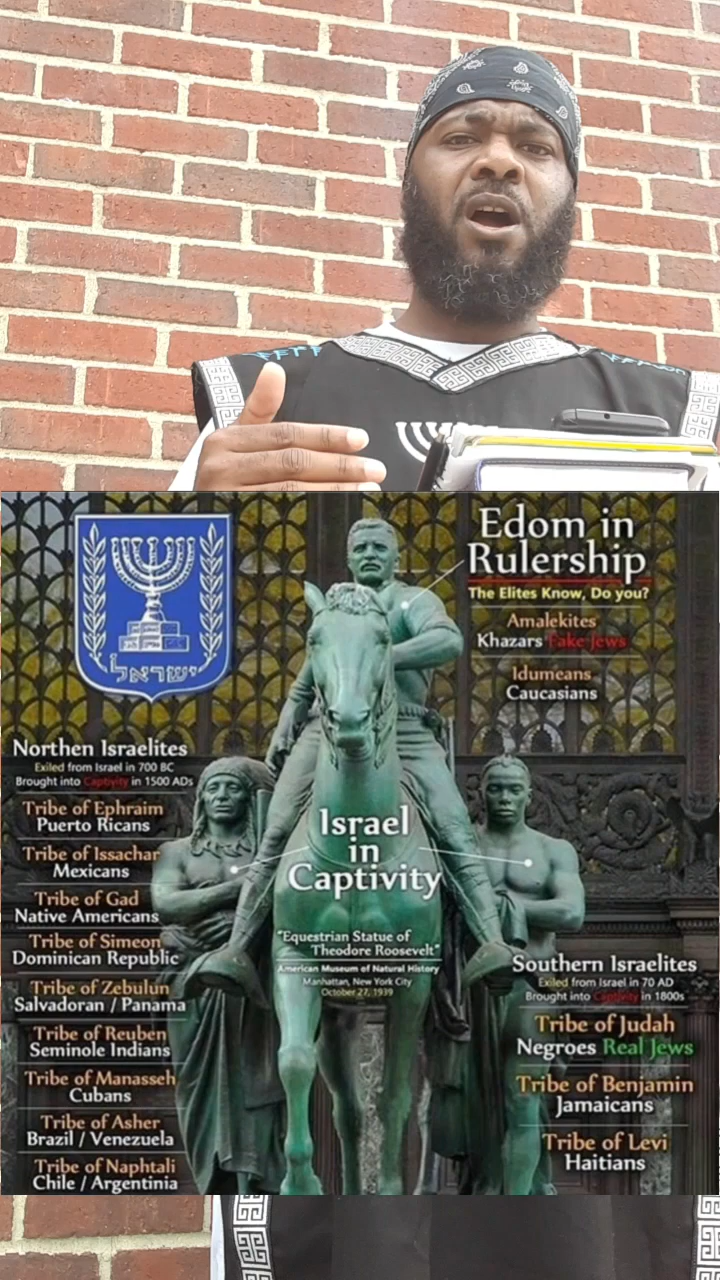 Edom in
Rulership
The Elites Know, Do you?
Amalekites
Khazars Fake Jews
Idumeans
Caucasians
ישראל
Northen Israelites
Exiled from Israel in 700 BC
Brought into Captivity in 1500 ADs
Tribe of Ephraim
Puerto Ricans
Tribe of Issachar
Mexicans
Tribe of Gad
Native Americans
Tribe of Simeon
Dominican Republic
Tribe of Zebulun
Salvadoran / Panama
Tribe of Reuben
Seminole Indians
Tribe of Manasseh
Cubans
Tribe of Asher
Brazil / Venezuela
Tribe of Naphtali
Chile / Argentinia
Israel
in
Captivity
"Equestrian Statue of
Theodore Roosevelt"
American Museum of Natural History
Manhattan, New York City
October 27, 1939
Southern Israelites
Exiled from Israel in 70 AD
Brought into Captivity in 1800s
Tribe of Judah
Negroes Real Jews
Tribe of Benjamin
Jamaicans
Tribe of Levi
Haitians